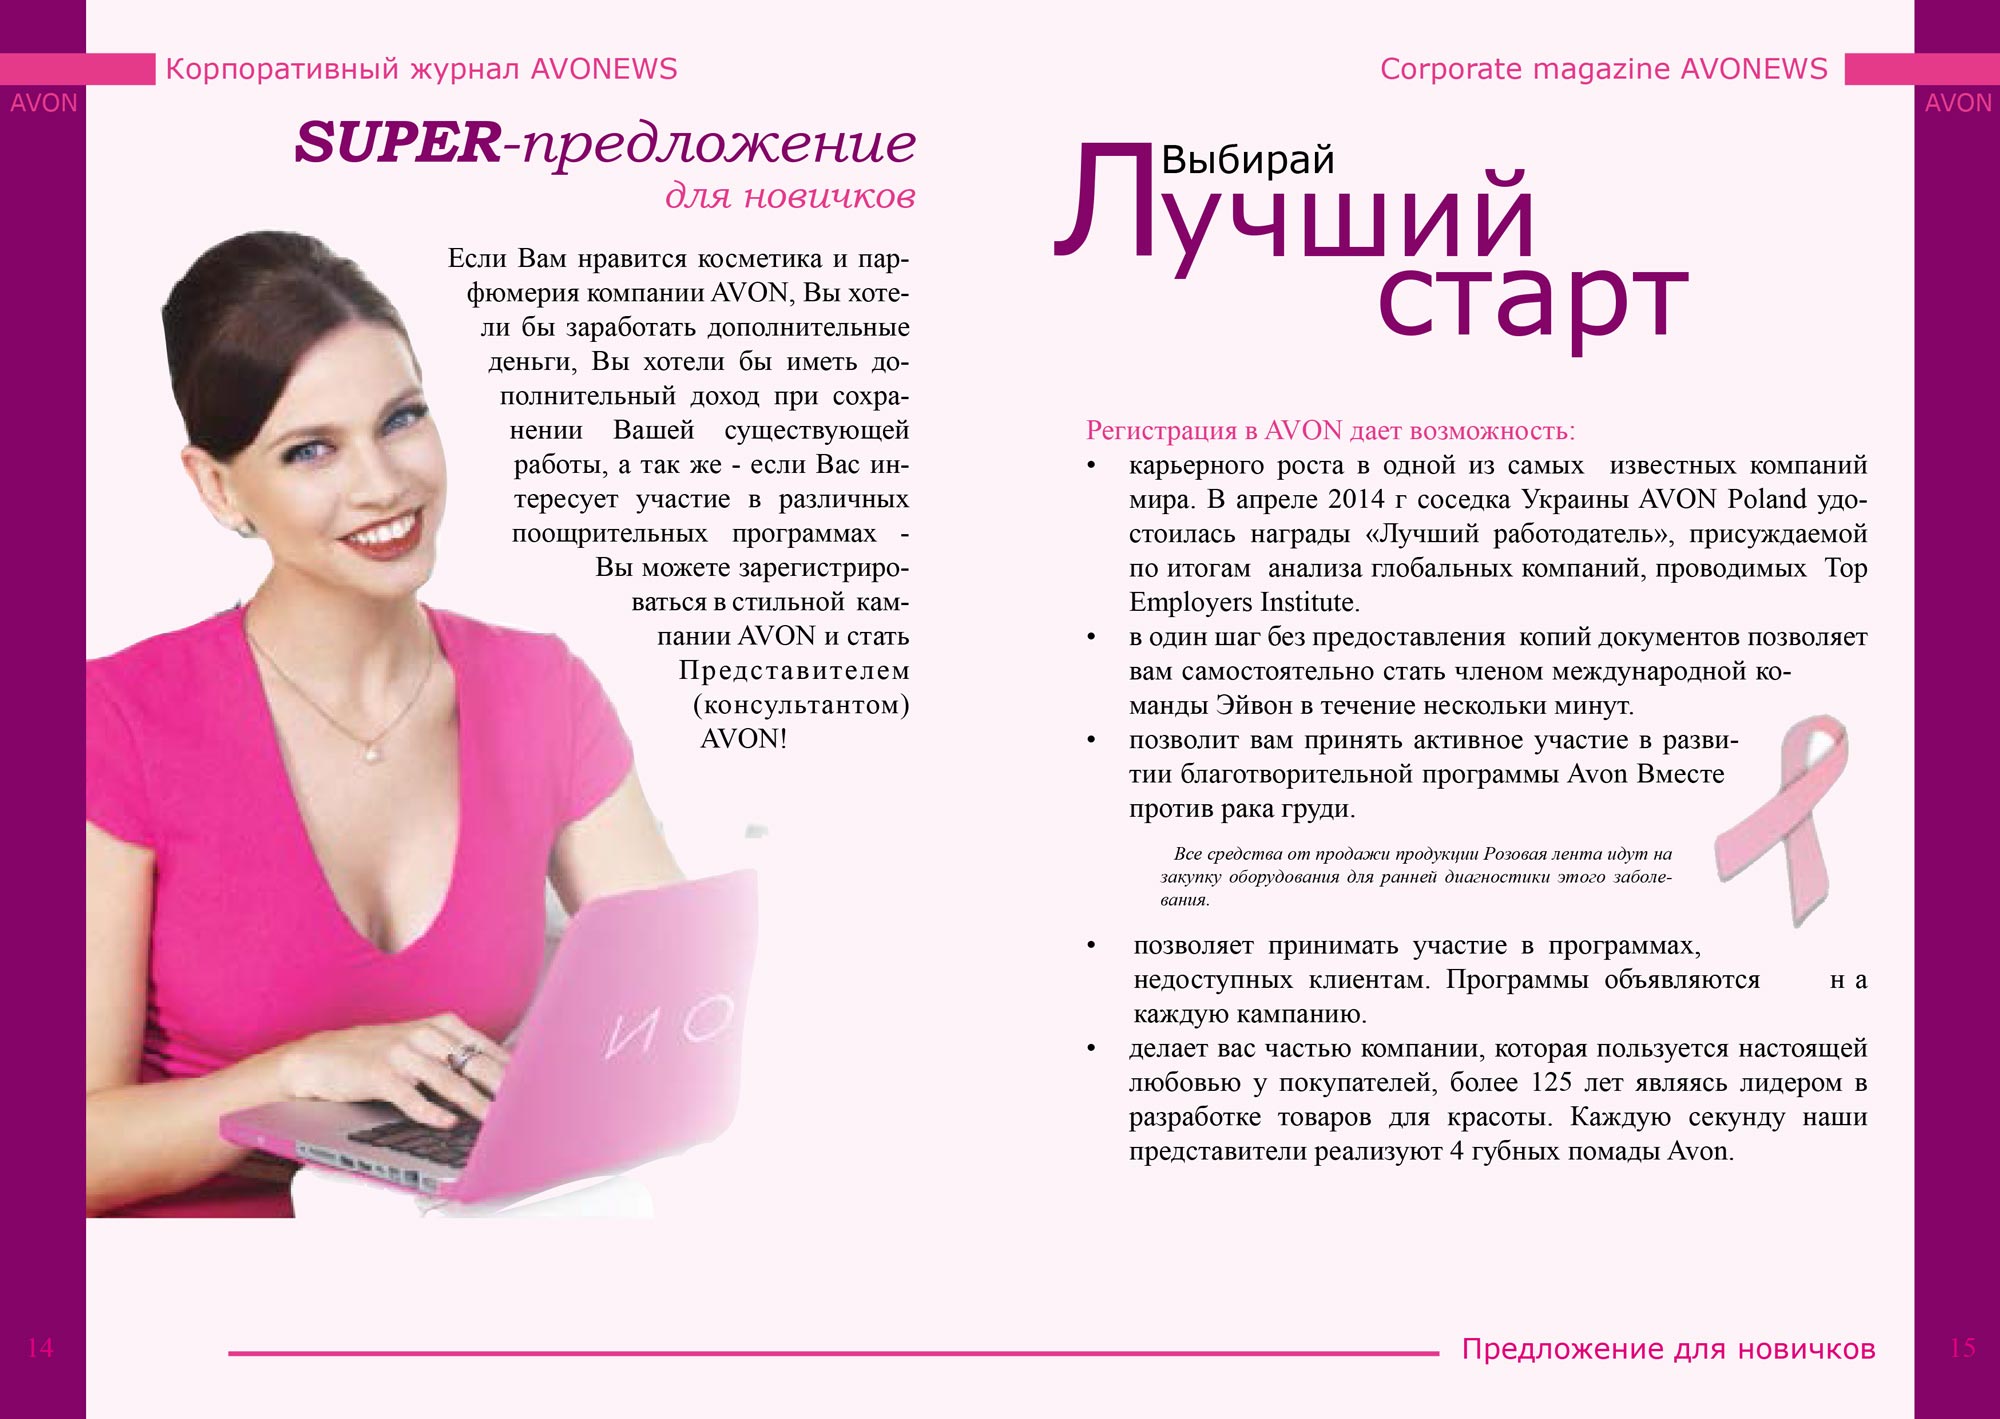 Корпоративный журнал AVONEWS
AVON
SUPER-предложение
для новичков
Если Вам нравится косметика и пар-
фюмерия компании AVON, Вы хоте-
ли бы заработать дополнительные
деньги, Вы хотели бы иметь до-
полнительный доход при сохра-
нении Вашей существующей
работы, а так же - если Вас ин-
тересует участие в различных
поощрительных программах -
Вы можете зарегистриро-
ваться в стильной кам-
пании AVON и стать
Представителем
(консультантом)
AVON!
14
Corporate magazine AVONEWS
AVON
Выбирай
Лучший
старт
Регистрация в AVON дает возможность:
• карьерного роста в одной из самых известных компаний
мира. В апреле 2014 г соседка Украины AVON Poland удо-
стоилась награды «Лучший работодатель», присуждаемой
по итогам анализа глобальных компаний, проводимых Top
Employers Institute.
• в один шаг без предоставления копий документов позволяет
вам самостоятельно стать членом международной ко-
манды Эйвон в течение нескольки минут.
• позволит вам принять активное участие в разви-
тии благотворительной программы Avon Вместе
против рака груди.
Все средства от продажи продукции Розовая лента идут на
закупку оборудования для ранней диагностики этого заболе-
вания.
• позволяет принимать участие в программах,
недоступных клиентам. Программы объявляются на
каждую кампанию.
• делает вас частью компании, которая пользуется настоящей
любовью у покупателей, более 125 лет являясь лидером в
разработке товаров для красоты. Каждую секунду наши
представители реализуют 4 губных помады Avon.
Предложение для новичков
15